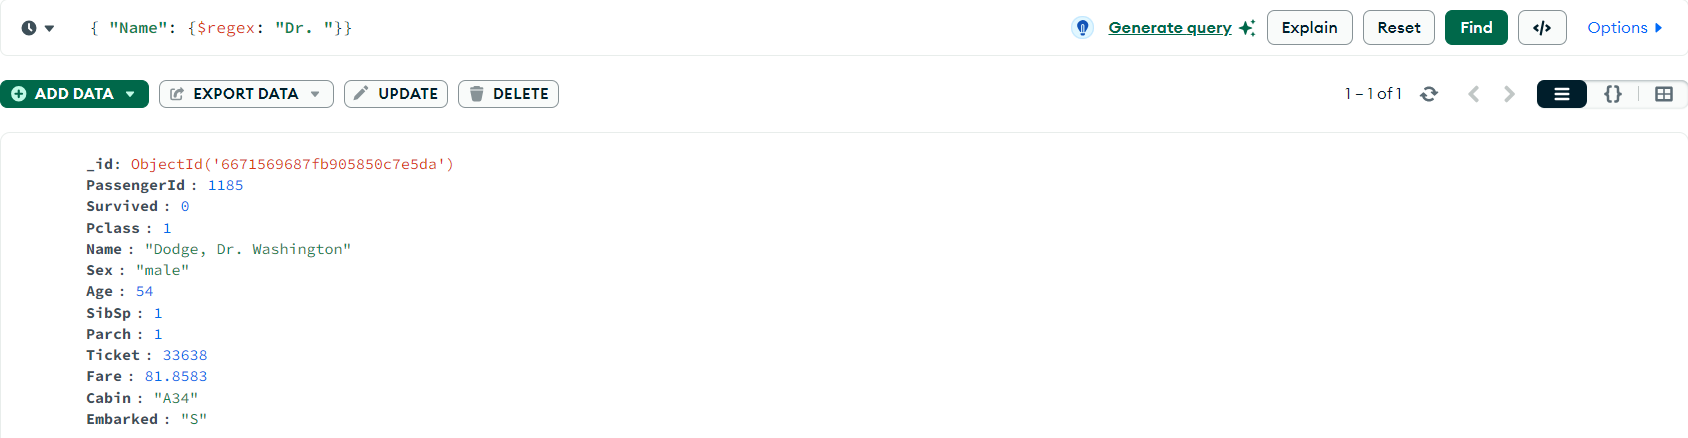 { "Name": {$regex: "Dr. "}}
Generate query
Explain
Reset
Find
</>
Options
ADD DATA
EXPORT DATA
UPDATE
DELETE
1 – 1 of 1
{}
_id: ObjectId('6671569687fb905850c7e5da')
PassengerId : 1185
Survived : 0
Pclass : 1
Name : "Dodge, Dr. Washington"
Sex : "male"
Age : 54
SibSp : 1
Parch : 1
Ticket : 33638
Fare : 81.8583
Cabin : "A34"
Embarked : "S"